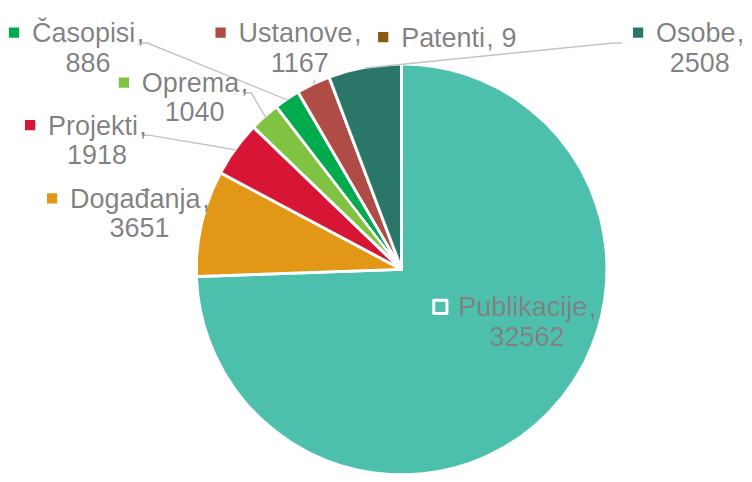 Časopisi,
886
Ustanove,
1167
Patenti, 9
Osobe,
2508
Oprema,
1040
Projekti,
1918
Događanja,
3651
Publikacije,
32562